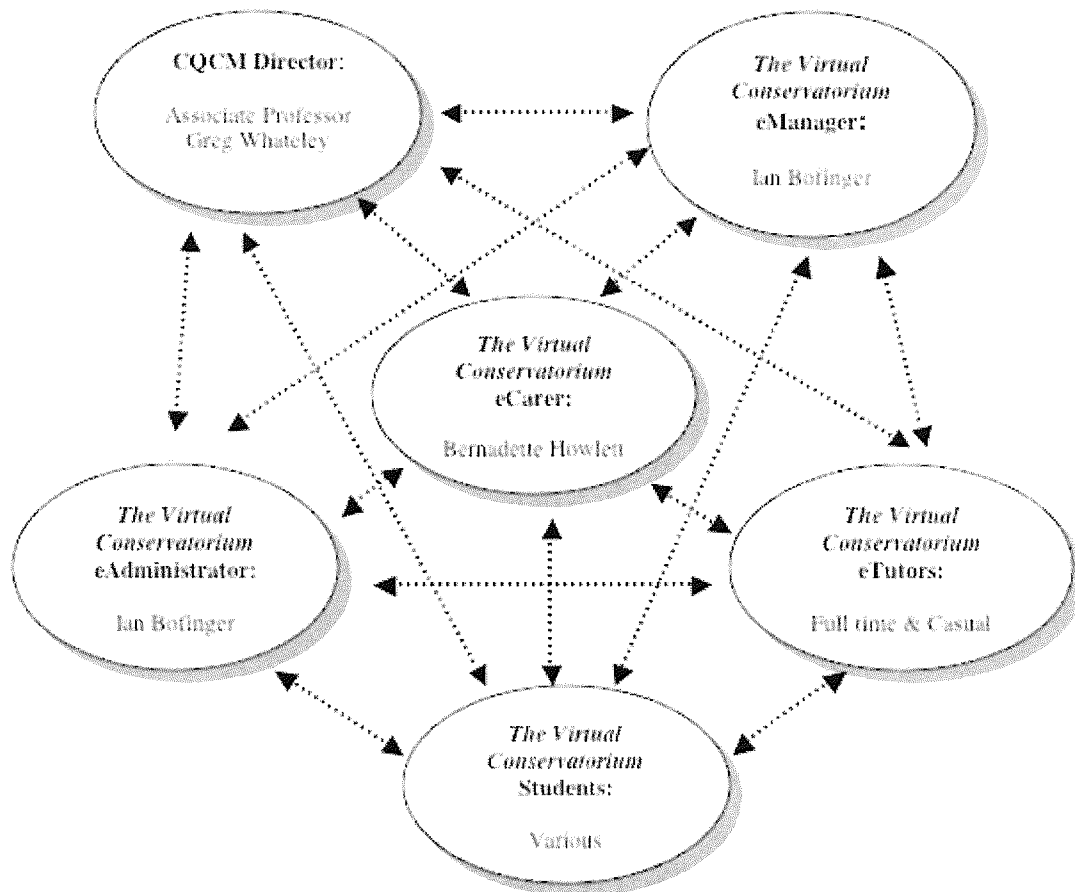 CQCM Director:
Associate Professor
Greg Whateley
The Virtual
Conservatorium
eManager:
Ian Bofinger
The Virtual
Conservatorium
eCarer:
Bernadette Howlett
The Virtual
Conservatorium
eAdministrator:
Ian Bofinger
The Virtual
Conservatorium
eTutors:
Full time & Casual
The Virtual
Conservatorium
Students:
Various